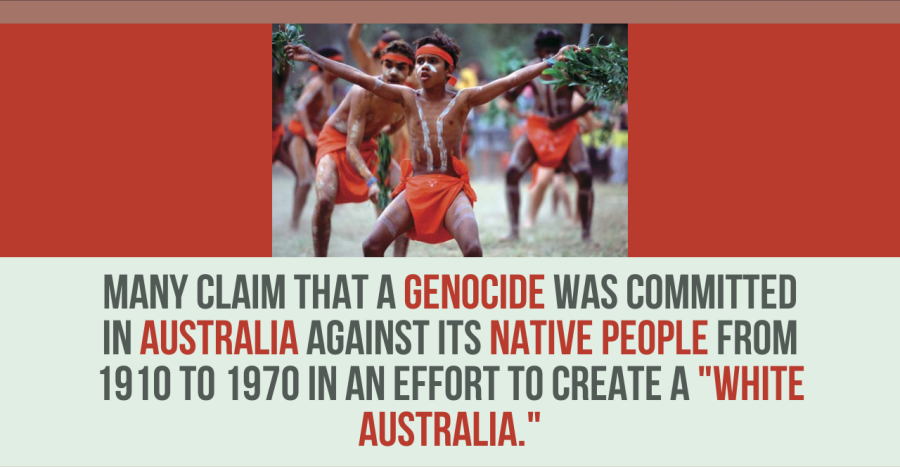 MANY CLAIM THAT A GENOCIDE WAS COMMITTED
IN AUSTRALIA AGAINST ITS NATIVE PEOPLE FROM
1910 TO 1970 IN AN EFFORT TO CREATE A "WHITE
AUSTRALIA."